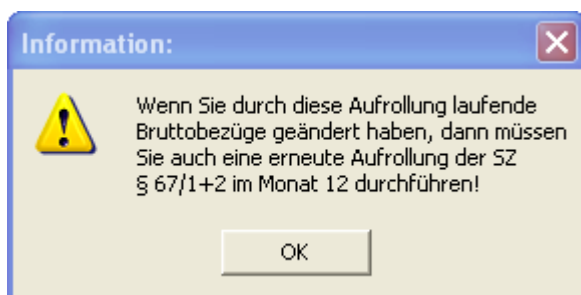 Information:
Wenn Sie durch diese Aufrollung laufende
Bruttobezüge geändert haben, dann müssen
Sie auch eine erneute Aufrollung der SZ
§ 67/1+2 im Monat 12 durchführen!
OK